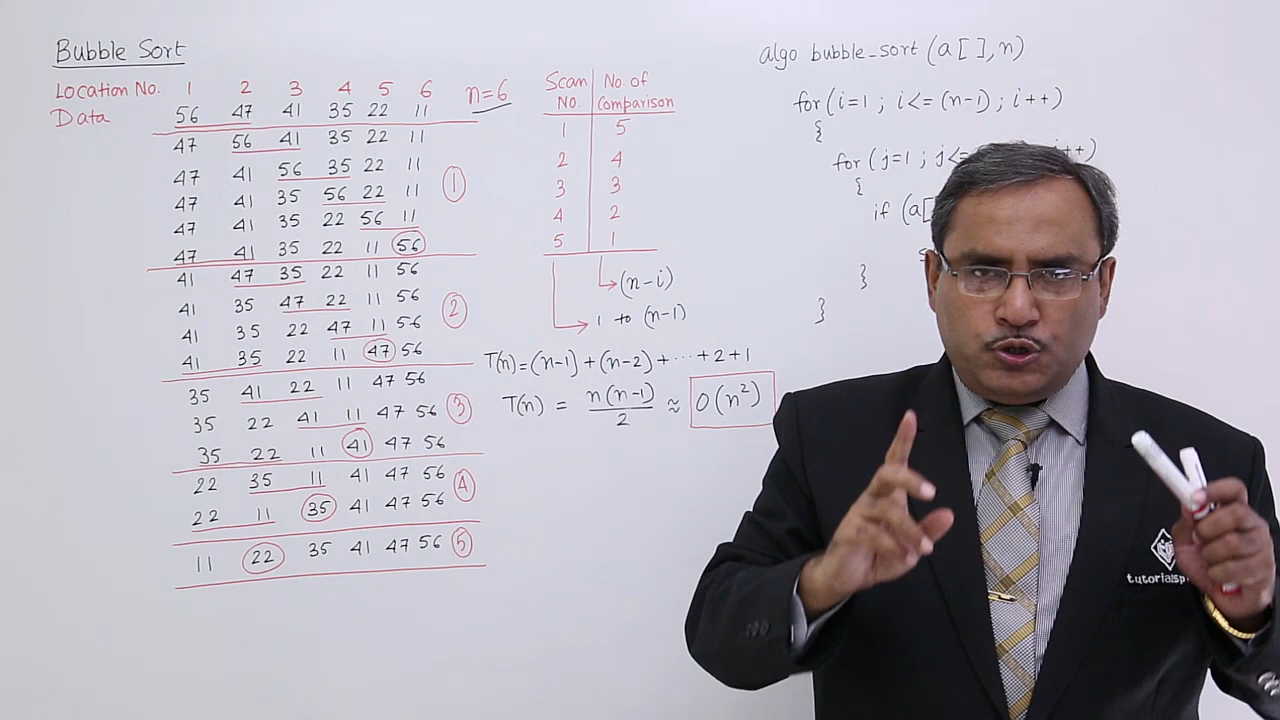 Bubble Sort
Location No. 1 2 3 4 5 6 n=6
Data 56 47 41 35 22 11
47 56 41 35 22 11
47 41 56 35 22 11
47 41 35 56 22 11
47 41 35 22 56 11
47 41 35 22 11 56
1
41 47 35 22 11 56
41 35 47 22 11 56
41 35 22 47 11 56
41 35 22 11 47 56
2
35 41 22 11 47 56
35 22 41 11 47 56
35 22 11 41 47 56
3
22 35 11 41 47 56
22 11 35 41 47 56
4
11 22 35 41 47 56 5
Scan No. of
No. Comparison
1 5
2 4
3 3
4 2
5 1
(n-i)
1 to (n-1)
T(n)=(n-1)+(n-2)+···+2+1
T(n) = n(n-1)/2 ≈ O(n²)
algo bubble_sort(a[],n)
for(i=1; i<=(n-1); i++)
{
for(j=1; j<= i++)
{
if (a[
}
}
tutorialsp